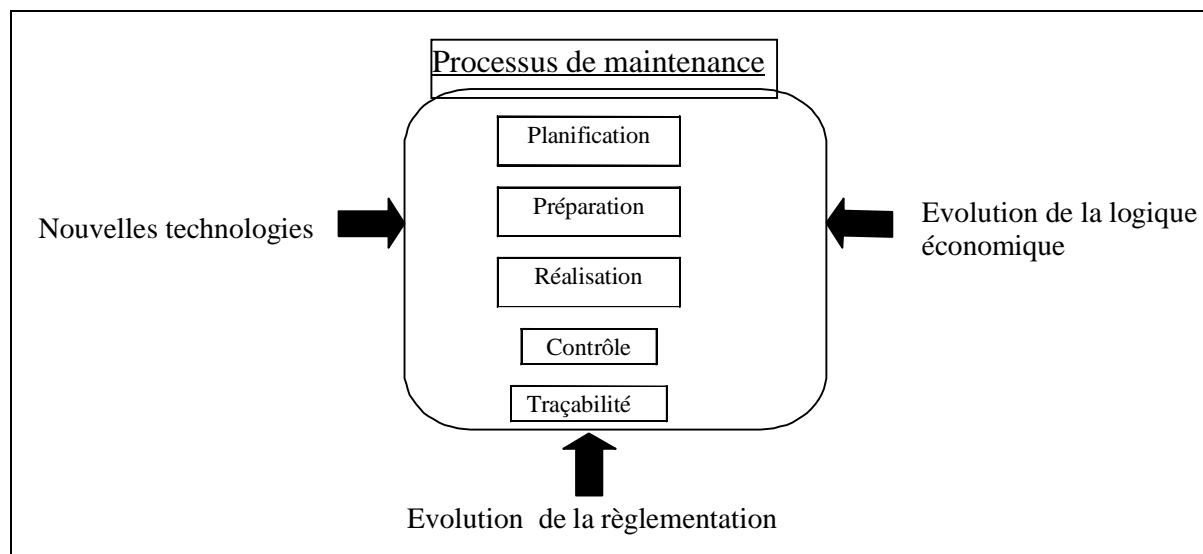 Processus de maintenance
Planification
Préparation
Réalisation
Contrôle
Traçabilité
Nouvelles technologies
Evolution de la logique
économique
Evolution de la règlementation